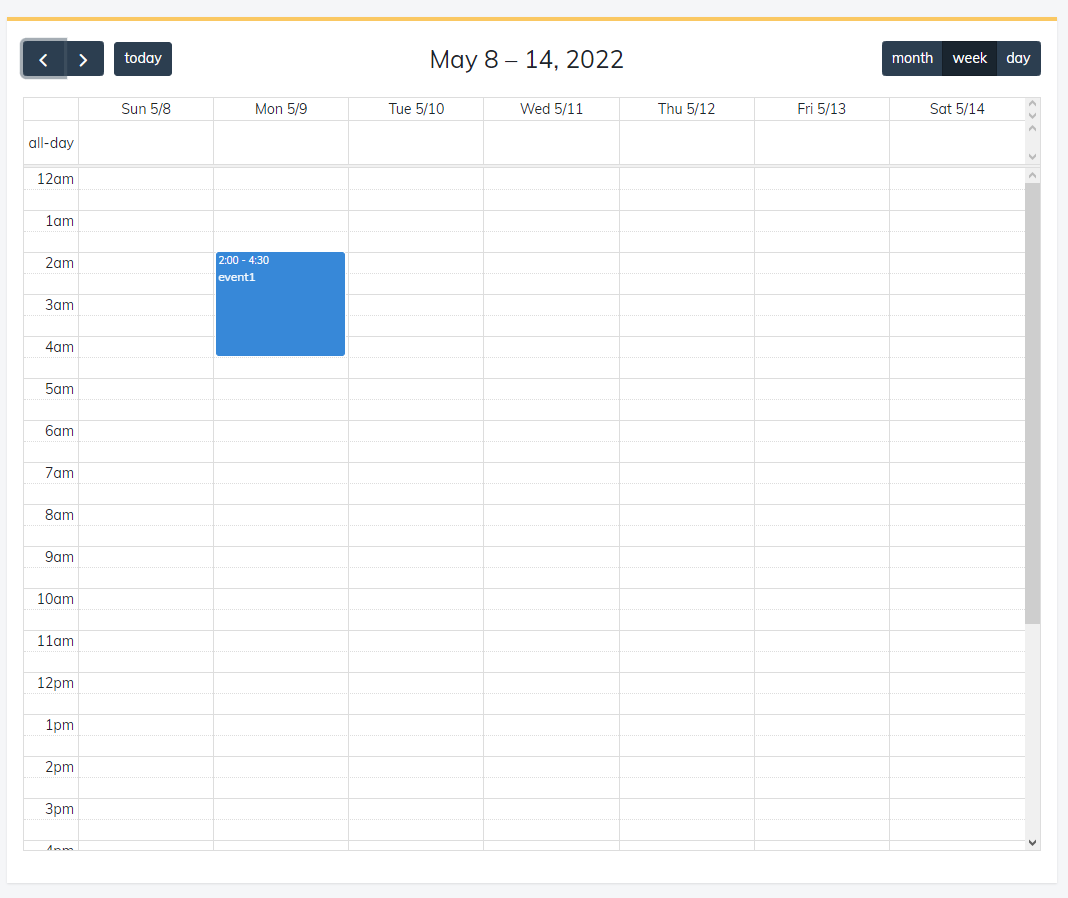 today
May 8 – 14, 2022
month week day
Sun 5/8 Mon 5/9 Tue 5/10 Wed 5/11 Thu 5/12 Fri 5/13 Sat 5/14
all-day
12am
1am
2am
2:00 - 4:30
event1
3am
4am
5am
6am
7am
8am
9am
10am
11am
12pm
1pm
2pm
3pm
4pm